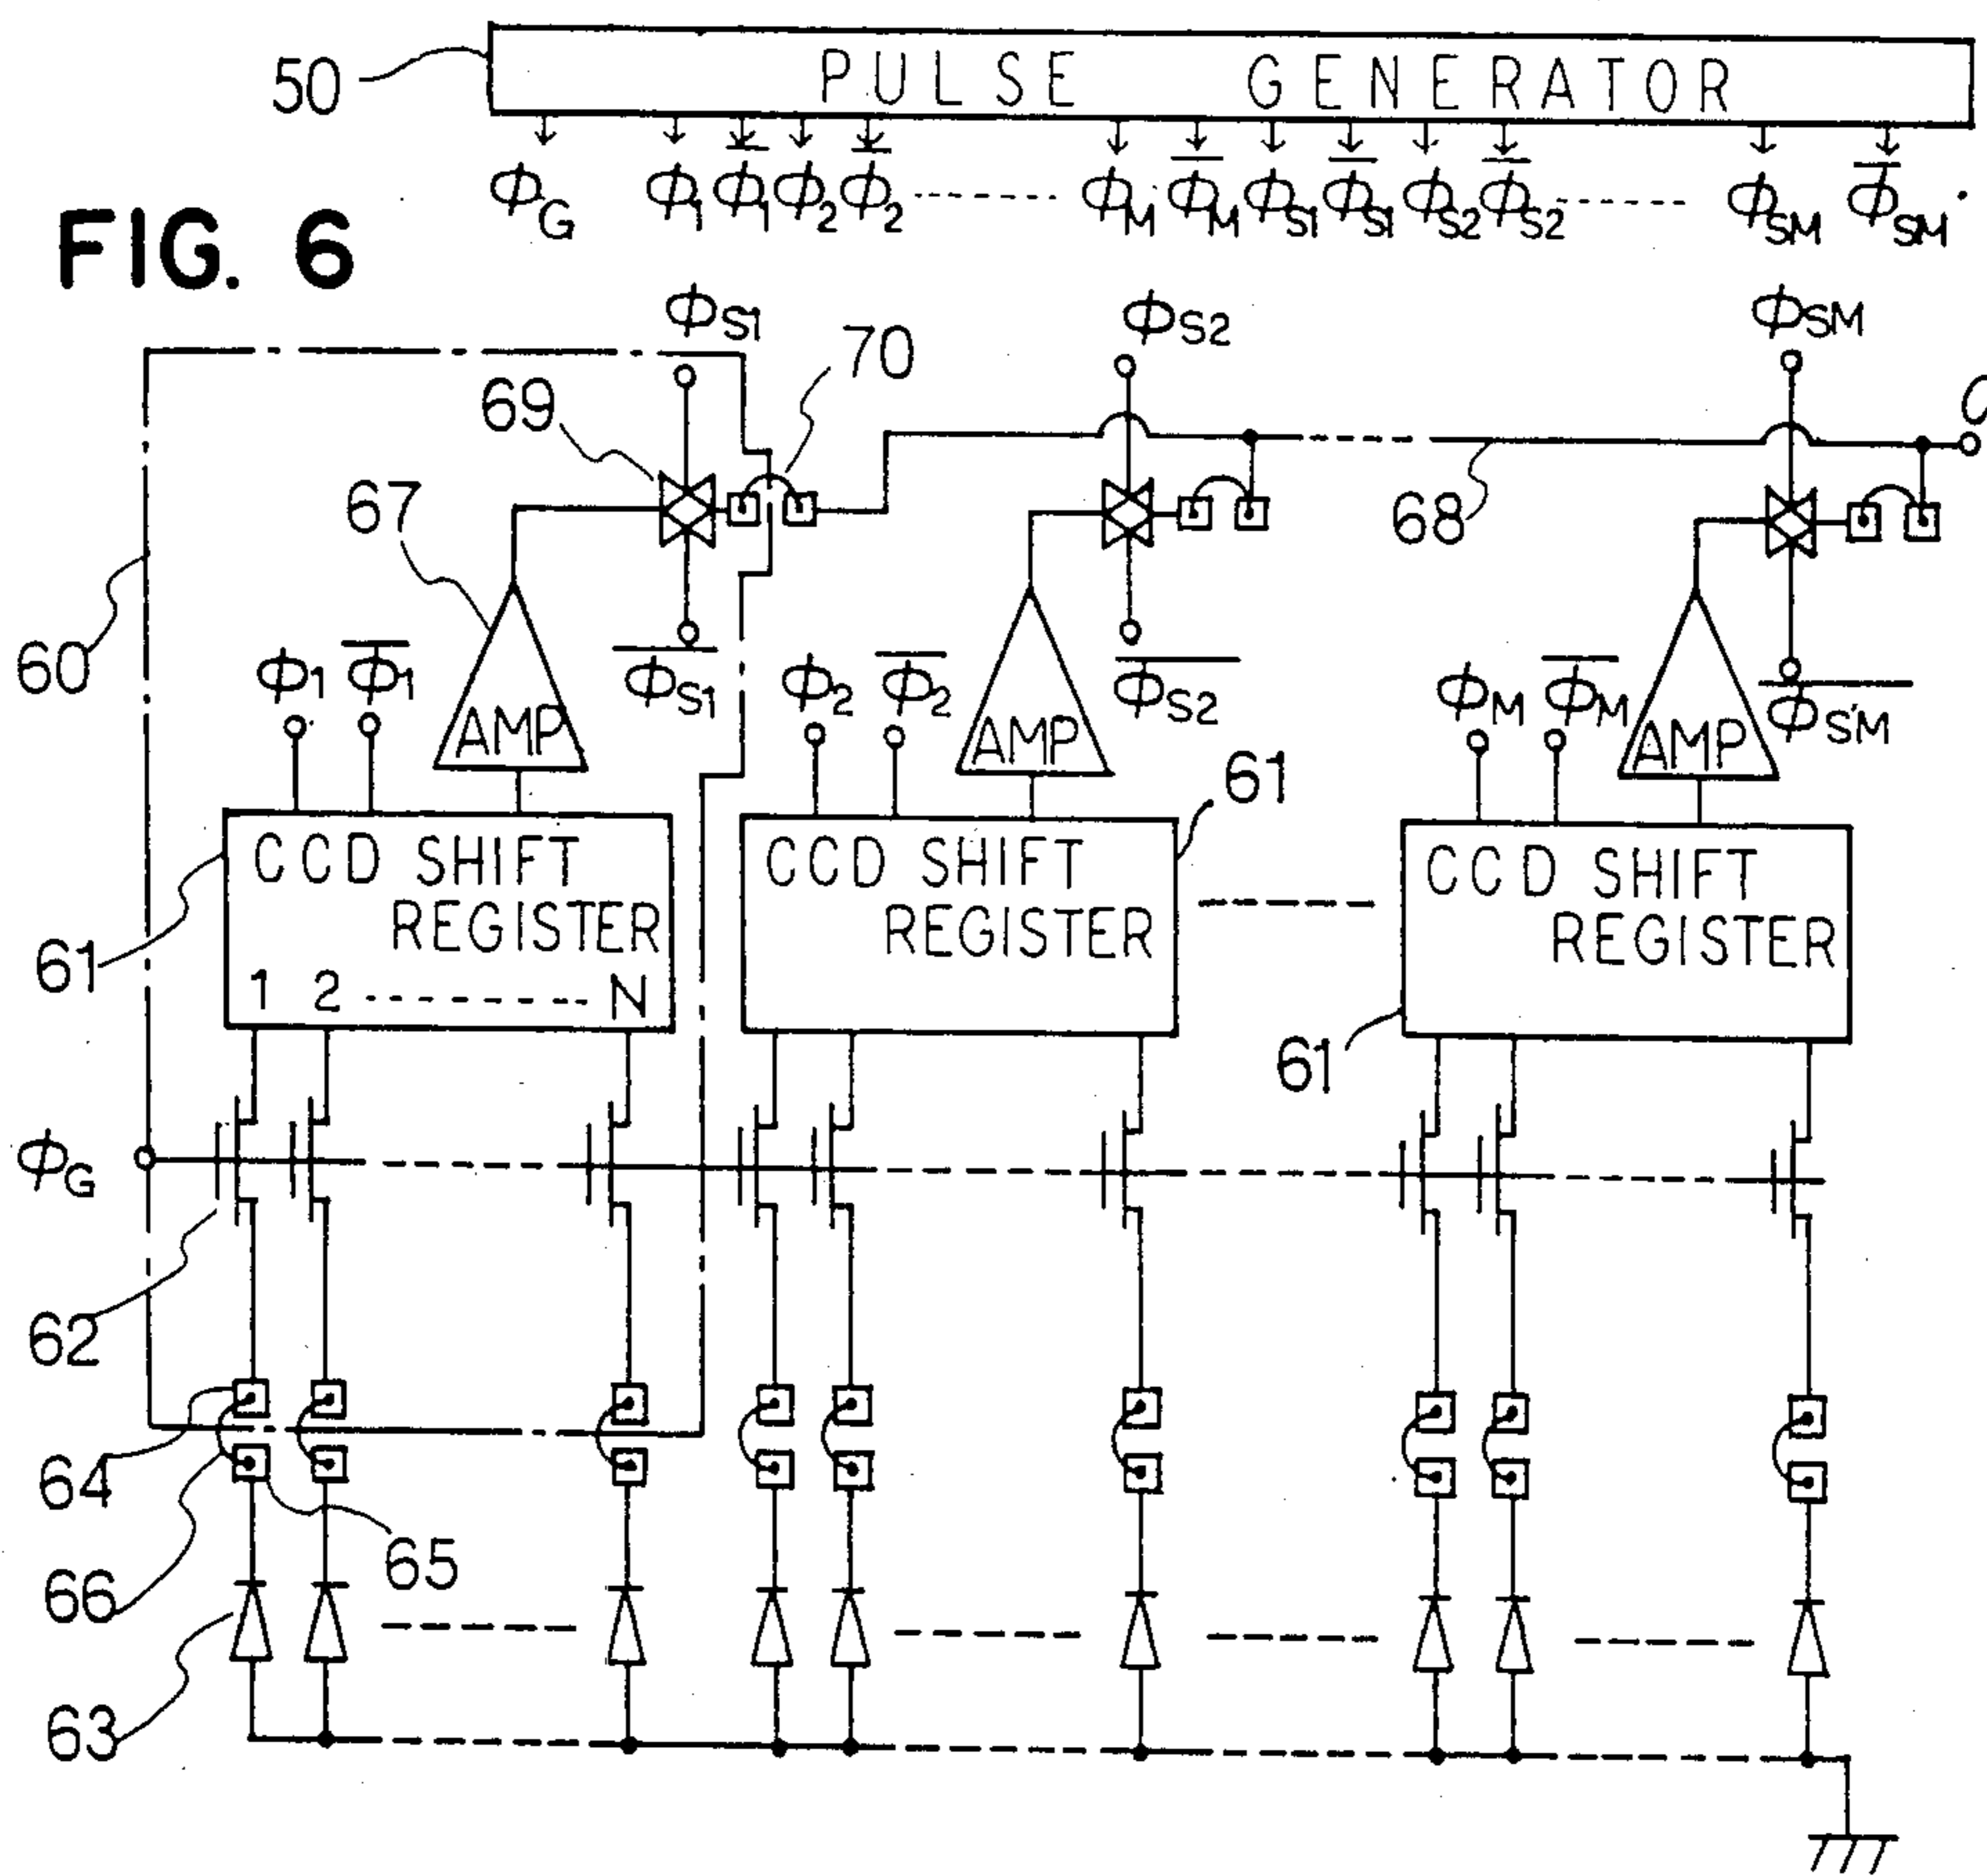 50 PULSE GENERATOR
ϕG ϕ1 ϕ̅1 ϕ2 ϕ̅2 ---------- ϕM ϕ̅M ϕS1 ϕ̅S1 ϕS2 ϕ̅S2 ------- ϕSM ϕ̅SM
FIG. 6
ϕS1 ϕS2 ϕSM
70
69
67
68
60
ϕ1 ϕ̅1 ϕ̅S1 ϕ2 ϕ̅2 ϕ̅S2 ϕM ϕ̅M ϕ̅SM
AMP AMP AMP
61
CCD SHIFT REGISTER
1 2 ---------- N
61
CCD SHIFT REGISTER
CCD SHIFT REGISTER
61
ϕG
62
64
65
66
63